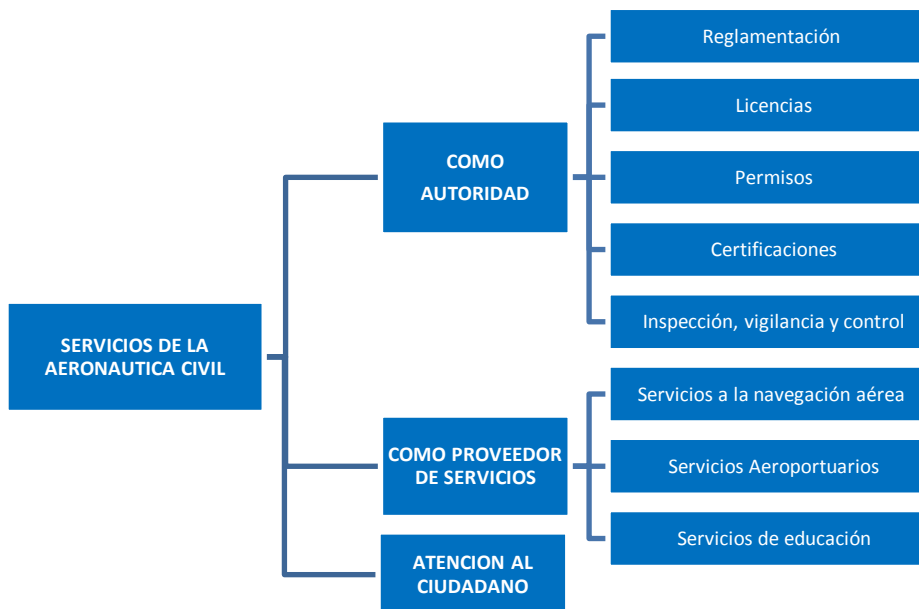 SERVICIOS DE LA
AERONAUTICA CIVIL
COMO
AUTORIDAD
Reglamentación
Licencias
Permisos
Certificaciones
Inspección, vigilancia y control
COMO PROVEEDOR
DE SERVICIOS
Servicios a la navegación aérea
Servicios Aeroportuarios
Servicios de educación
ATENCION AL
CIUDADANO